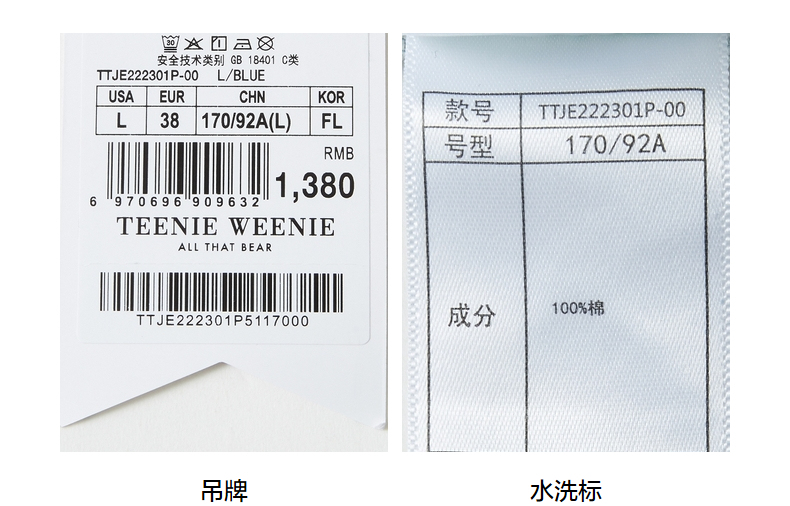 30
安全技术类别 GB 18401 C类
TTJE222301P-00 L/BLUE
USA EUR CHN KOR
L 38 170/92A(L) FL
RMB
1,380
6 970696 909632
TEENIE WEENIE
ALL THAT BEAR
TTJE222301P5117000
吊牌
款号 TTJE222301P-00
号型 170/92A
成分 100%棉
水洗标